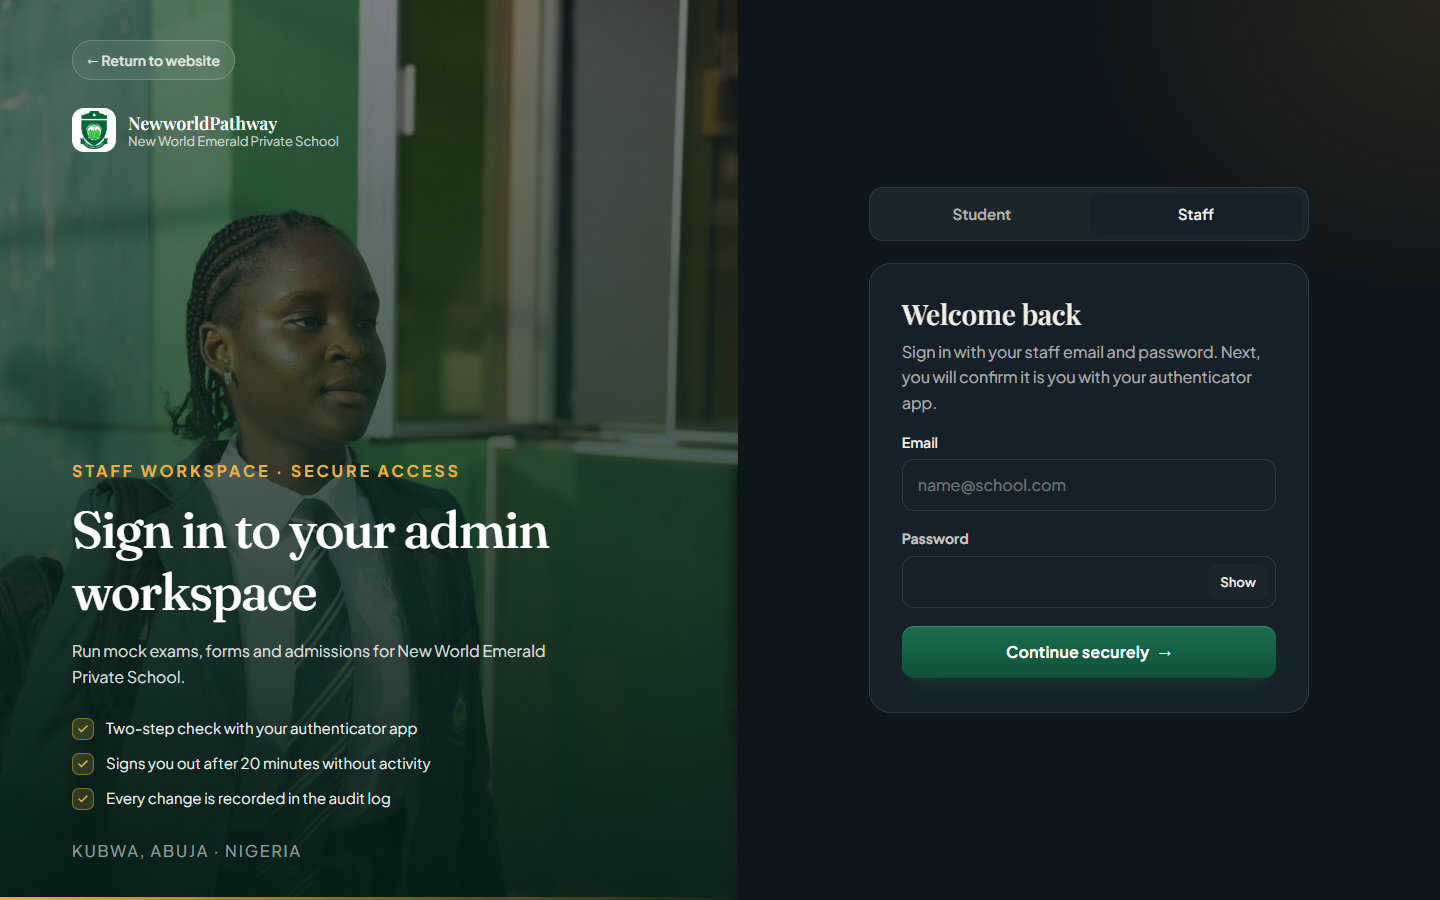 ← Return to website
NewworldPathway
New World Emerald Private School
STAFF WORKSPACE · SECURE ACCESS
Sign in to your admin
workspace
Run mock exams, forms and admissions for New World Emerald
Private School.
Two-step check with your authenticator app
Signs you out after 20 minutes without activity
Every change is recorded in the audit log
KUBWA, ABUJA · NIGERIA
Student
Staff
Welcome back
Sign in with your staff email and password. Next,
you will confirm it is you with your authenticator
app.
Email
name@school.com
Password
Show
Continue securely →